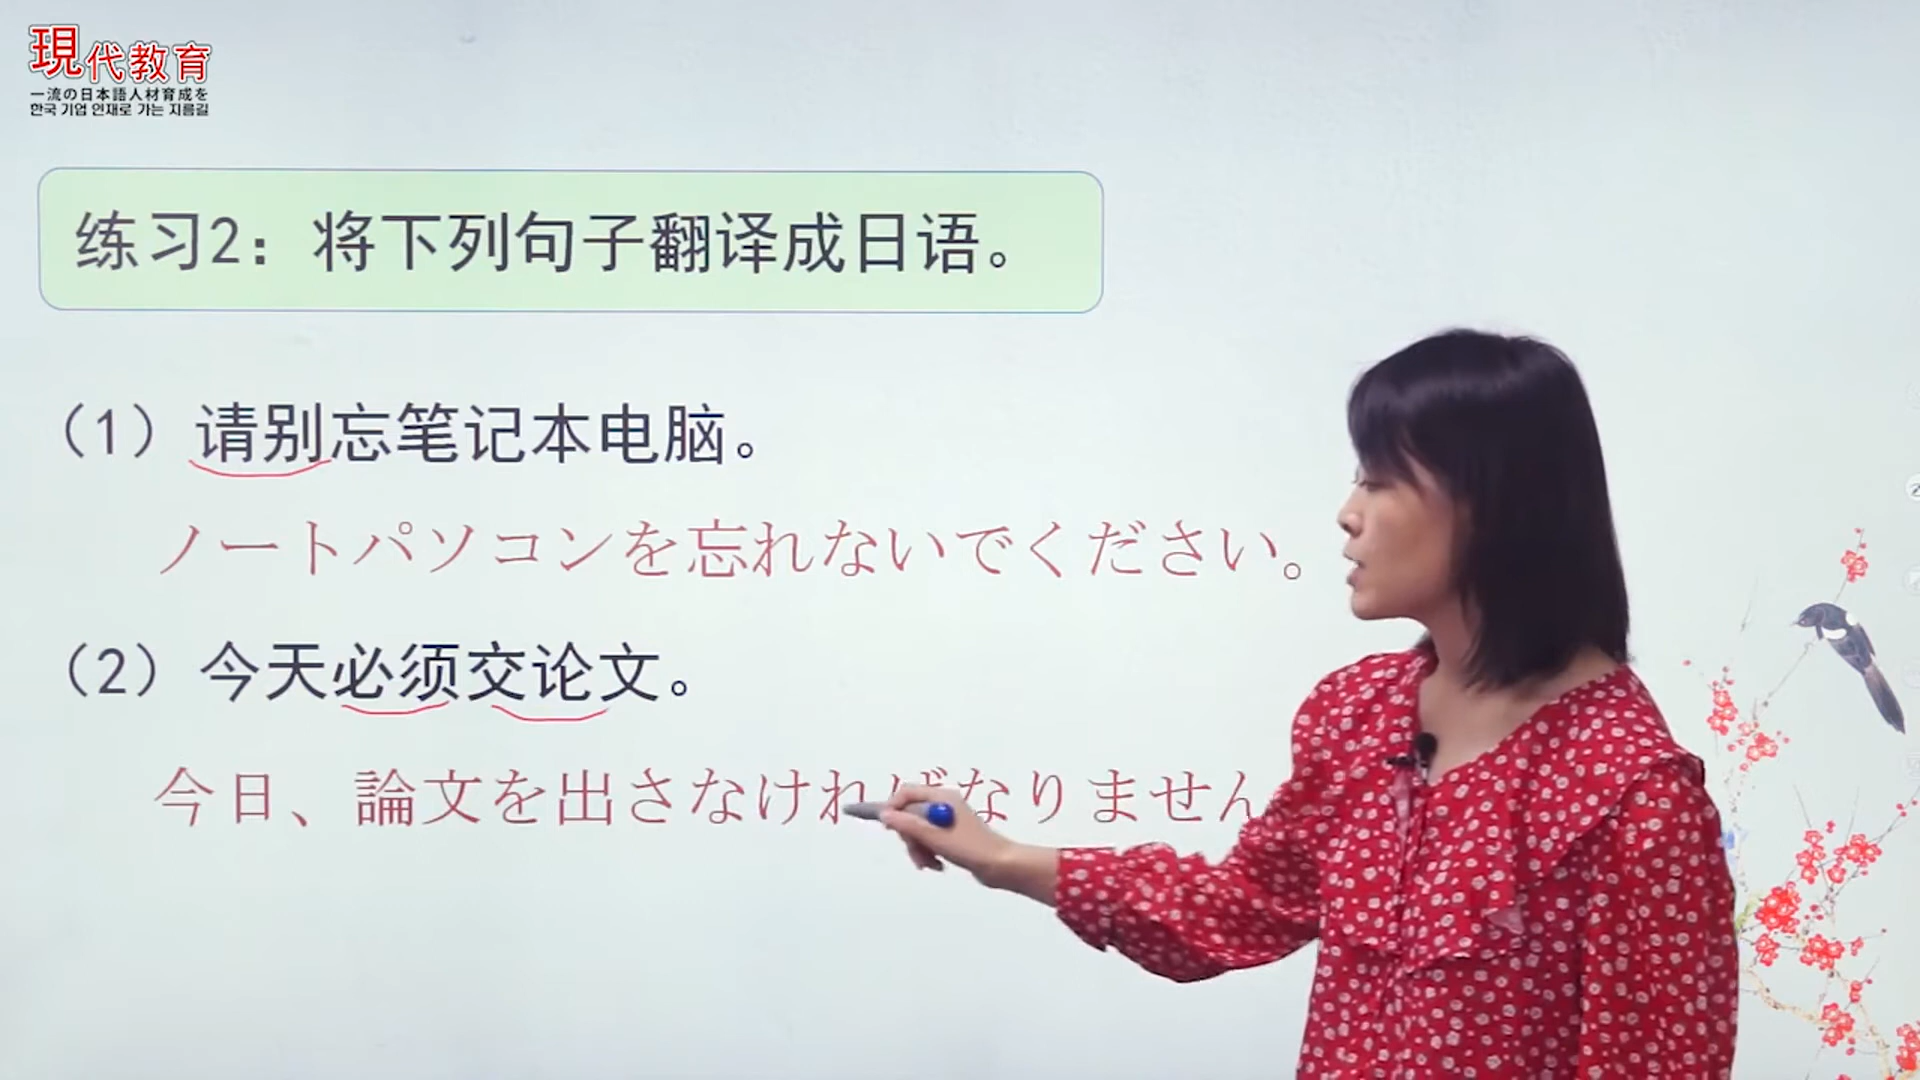 現代教育
一流の日本語人材育成を
한국 기업 인재로 가는 지름길
练习2：将下列句子翻译成日语。
（1）请别忘笔记本电脑。
ノートパソコンを忘れないでください。
（2）今天必须交论文。
今日、論文を出さなければなりません